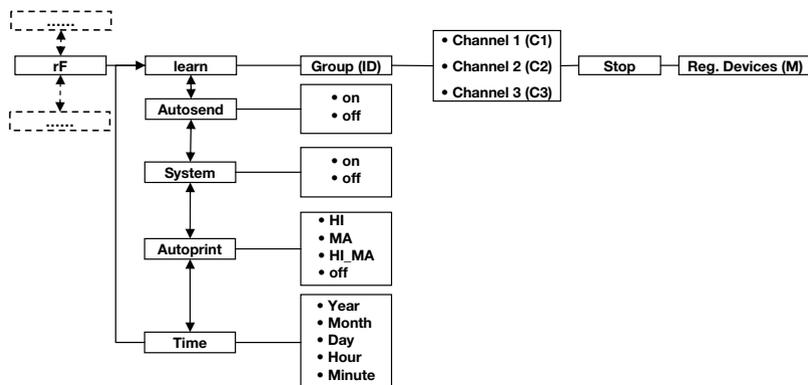 ......
rF
......
learn
Group (ID)
• Channel 1 (C1)
• Channel 2 (C2)
• Channel 3 (C3)
Stop
Reg. Devices (M)
Autosend
• on
• off
System
• on
• off
Autoprint
• HI
• MA
• HI_MA
• off
Time
• Year
• Month
• Day
• Hour
• Minute